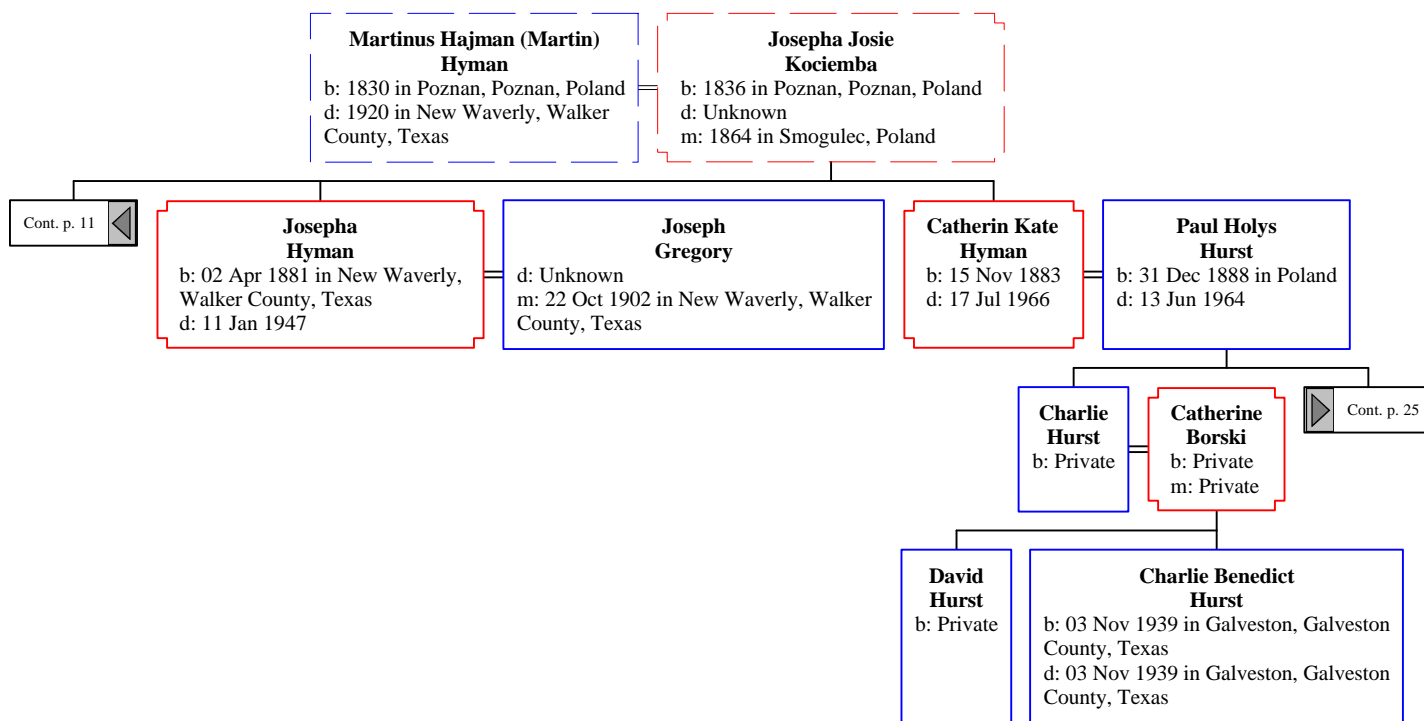 Martinus Hajman (Martin)
Hyman
b: 1830 in Poznan, Poznan, Poland
d: 1920 in New Waverly, Walker
County, Texas
Josepha Josie
Kociemba
b: 1836 in Poznan, Poznan, Poland
d: Unknown
m: 1864 in Smogulec, Poland
Cont. p. 11
Josepha
Hyman
b: 02 Apr 1881 in New Waverly,
Walker County, Texas
d: 11 Jan 1947
Joseph
Gregory
d: Unknown
m: 22 Oct 1902 in New Waverly, Walker
County, Texas
Catherin Kate
Hyman
b: 15 Nov 1883
d: 17 Jul 1966
Paul Holys
Hurst
b: 31 Dec 1888 in Poland
d: 13 Jun 1964
Charlie
Hurst
b: Private
Catherine
Borski
b: Private
m: Private
Cont. p. 25
David
Hurst
b: Private
Charlie Benedict
Hurst
b: 03 Nov 1939 in Galveston, Galveston
County, Texas
d: 03 Nov 1939 in Galveston, Galveston
County, Texas